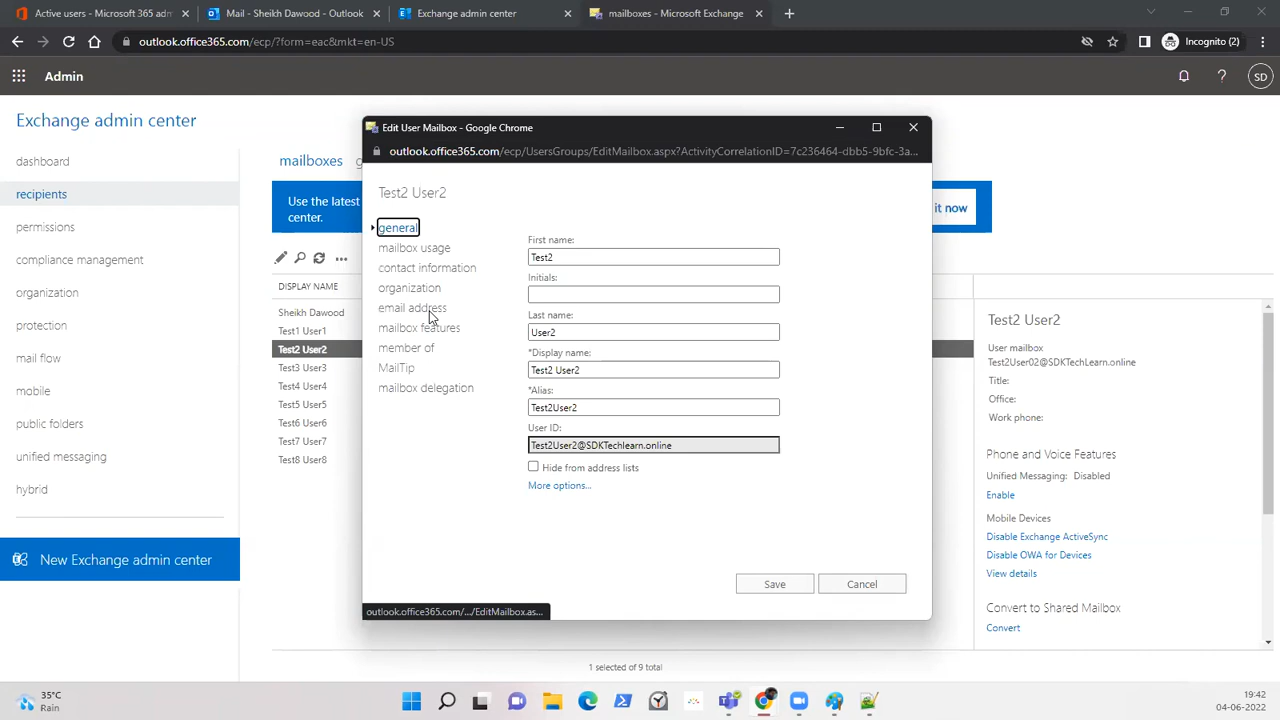 Active users - Microsoft 365 adm
Mail - Sheikh Dawood - Outlook
Exchange admin center
mailboxes - Microsoft Exchange
outlook.office365.com/ecp/?form=eac&mkt=en-US
Incognito (2)
Admin
SD
Exchange admin center
dashboard
recipients
permissions
compliance management
organization
protection
mail flow
mobile
public folders
unified messaging
hybrid
New Exchange admin center
mailboxes g
Use the latest
center.
it now
DISPLAY NAME
Sheikh Dawood
Test1 User1
Test2 User2
Test3 User3
Test4 User4
Test5 User5
Test6 User6
Test7 User7
Test8 User8
Edit User Mailbox - Google Chrome
outlook.office365.com/ecp/UsersGroups/EditMailbox.aspx?ActivityCorrelationID=7c236464-dbb5-9bfc-3a...
Test2 User2
general
mailbox usage
contact information
organization
email address
mailbox features
member of
MailTip
mailbox delegation
First name:
Test2
Initials:
Last name:
User2
*Display name:
Test2 User2
*Alias:
Test2User2
User ID:
Test2User2@SDKTechlearn.online
Hide from address lists
More options...
Save
Cancel
outlook.office365.com/.../EditMailbox.as...
Test2 User2
User mailbox
Test2User02@SDKTechLearn.online
Title:
Office:
Work phone:
Phone and Voice Features
Unified Messaging: Disabled
Enable
Mobile Devices
Disable Exchange ActiveSync
Disable OWA for Devices
View details
Convert to Shared Mailbox
Convert
1 selected of 9 total
35°C
Rain
19:42
04-06-2022